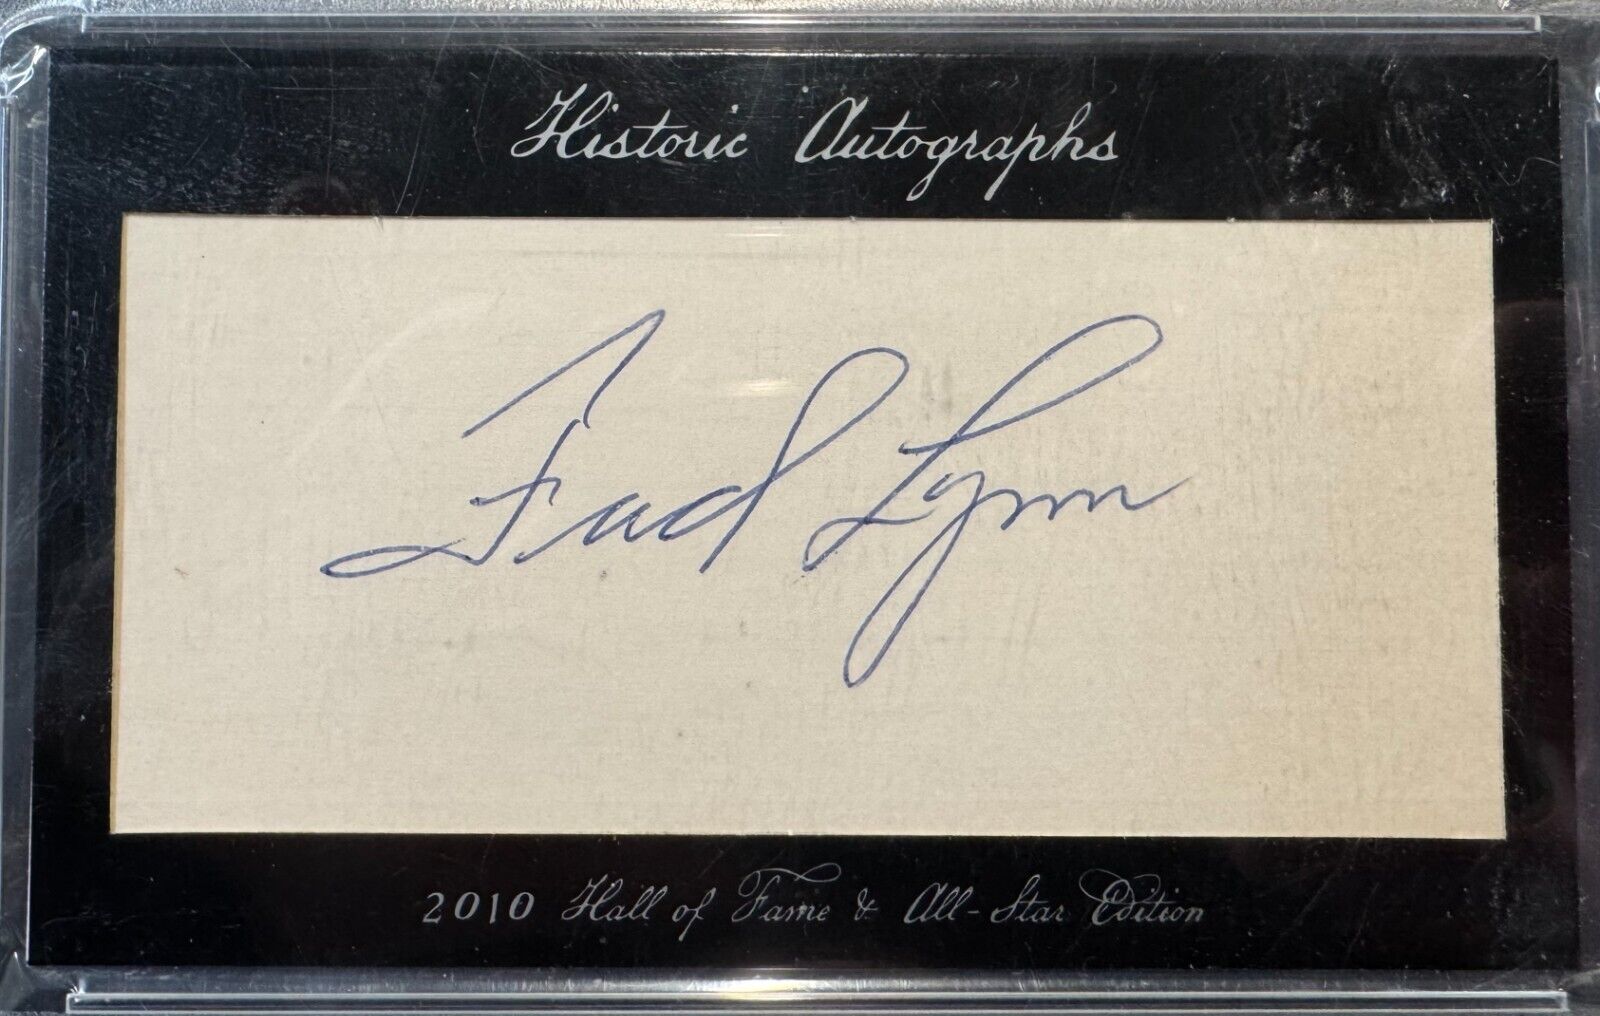 Historic Autographs
Fred Lynn
2010 Hall of Fame & All-Star Edition